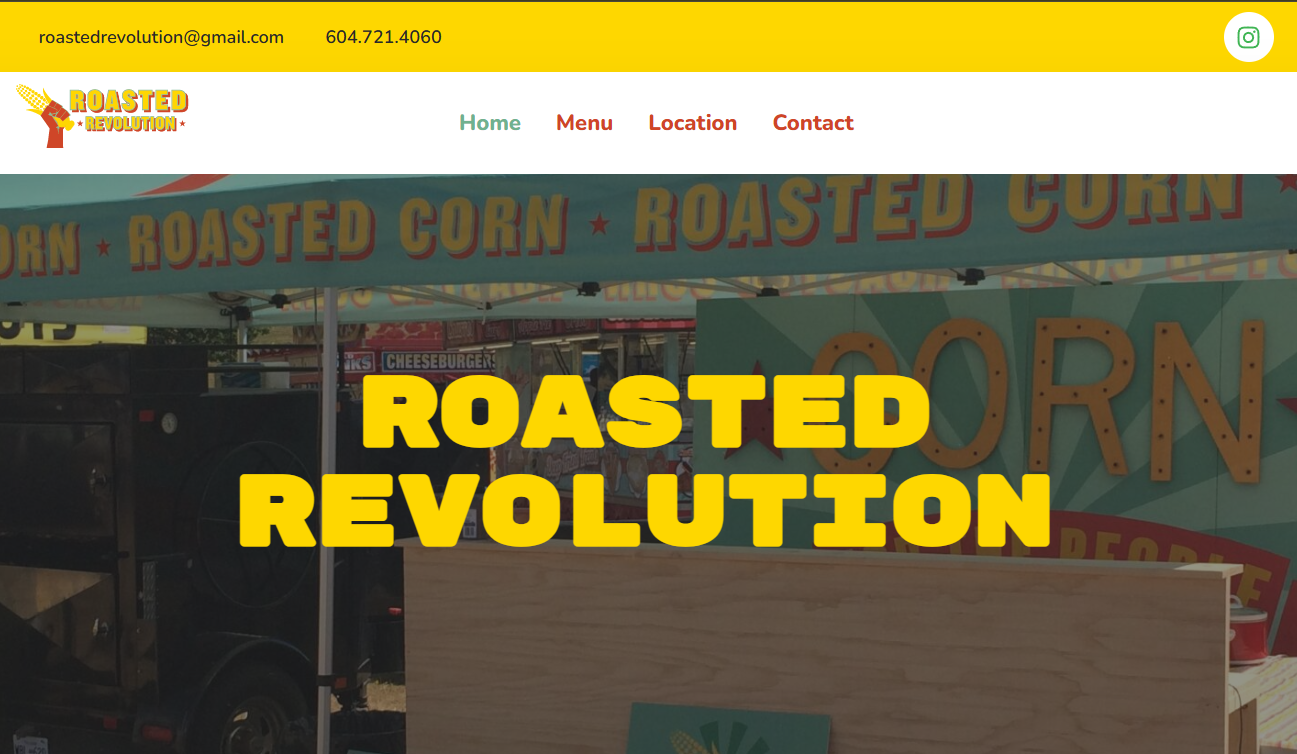 roastedrevolution@gmail.com 604.721.4060
ROASTED
REVOLUTION
Home Menu Location Contact
ORN ★ ROASTED CORN ★ ROASTED CORN ★
CHEESEBURGERS
CORN
ROASTED
REVOLUTION
PEOPLE